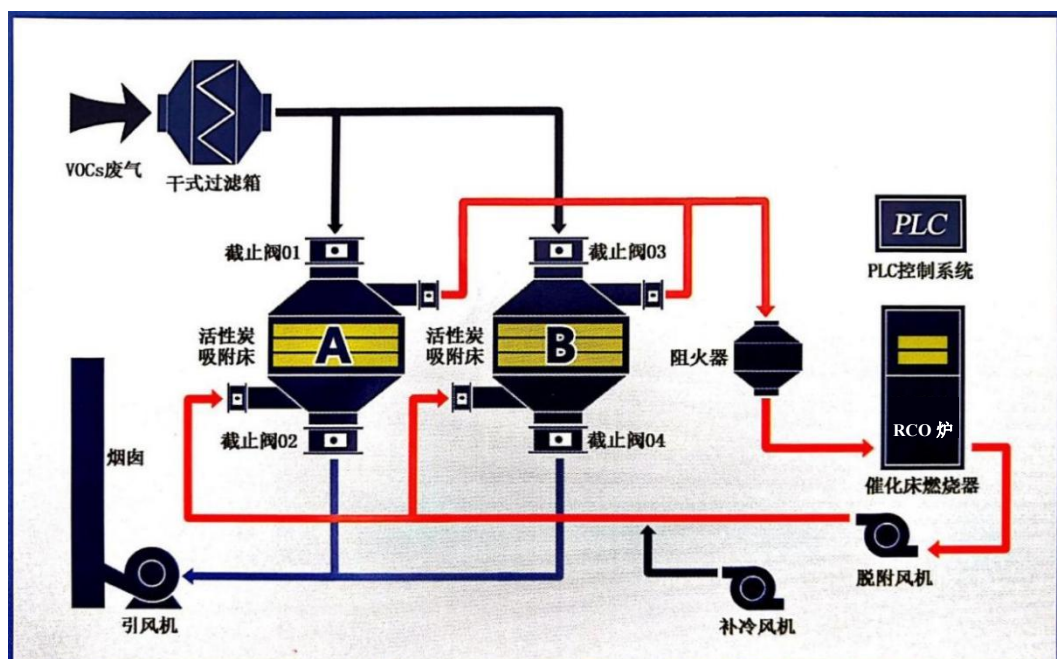 VOCs废气
干式过滤箱
截止阀01
截止阀03
PLC
PLC控制系统
活性炭
吸附床
A
活性炭
吸附床
B
阻火器
烟囱
截止阀02
截止阀04
RCO 炉
催化床燃烧器
脱附风机
引风机
补冷风机